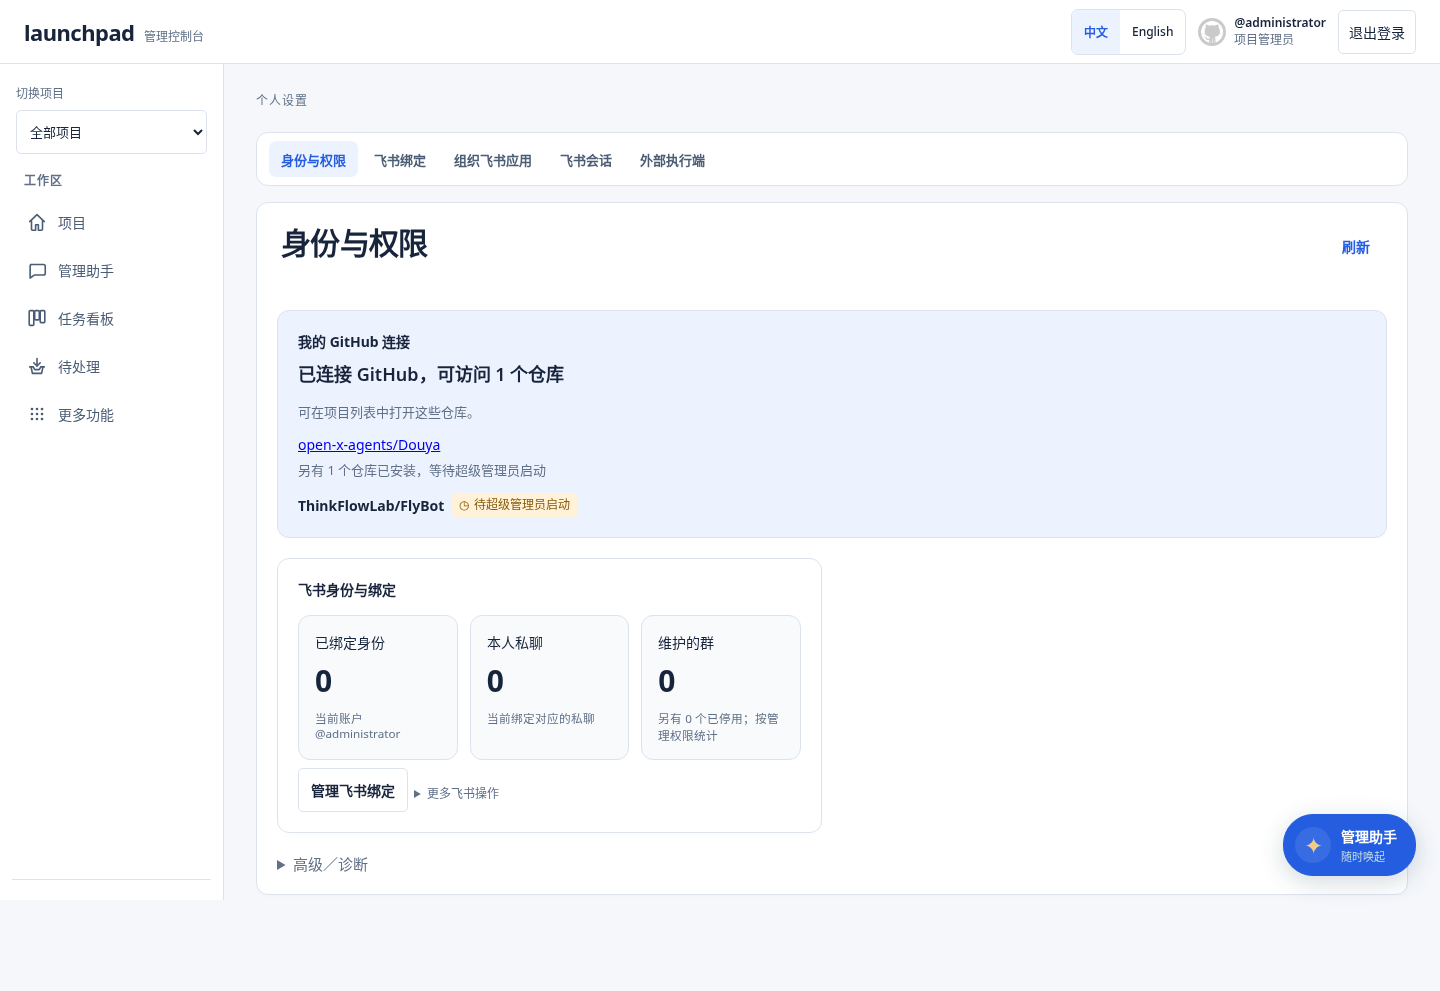 launchpad 管理控制台
中文 English
@administrator
项目管理员
退出登录
切换项目
全部项目
工作区
项目
管理助手
任务看板
待处理
更多功能
个人设置
身份与权限 飞书绑定 组织飞书应用 飞书会话 外部执行端
身份与权限
刷新
我的 GitHub 连接
已连接 GitHub，可访问 1 个仓库
可在项目列表中打开这些仓库。
open-x-agents/Douya
另有 1 个仓库已安装，等待超级管理员启动
ThinkFlowLab/FlyBot 待超级管理员启动
飞书身份与绑定
已绑定身份
0
当前账户
@administrator
本人私聊
0
当前绑定对应的私聊
维护的群
0
另有 0 个已停用；按管
理权限统计
管理飞书绑定
更多飞书操作
高级／诊断
管理助手
随时唤起